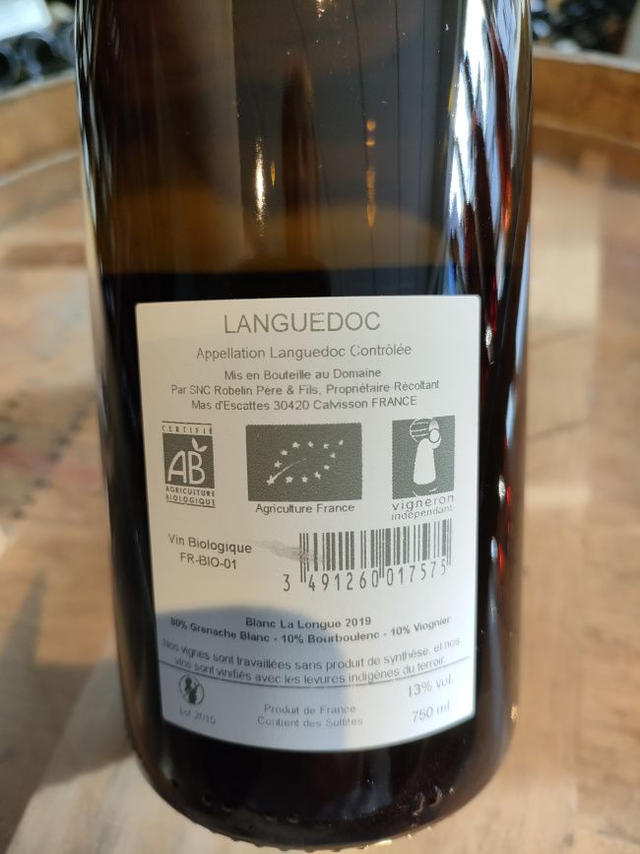 LANGUEDOC
Appellation Languedoc Contrôlée
Mis en Bouteille au Domaine
Par SNC Robelin Père & Fils, Propriétaire-Récoltant
Mas d'Escattes 30420 Calvisson FRANCE
CERTIFIÉ
AB
AGRICULTURE
BIOLOGIQUE
Agriculture France
vigneron
indépendant
Vin Biologique
FR-BIO-01
3 491260 017575
Blanc La Longue 2019
80% Grenache Blanc - 10% Bourboulenc - 10% Viognier
Nos vignes sont travaillées sans produit de synthèse, et nos
vins sont vinifiés avec les levures indigènes du terroir.
13% vol.
Lot 2015
Produit de France
Contient des Sulfites
750 ml